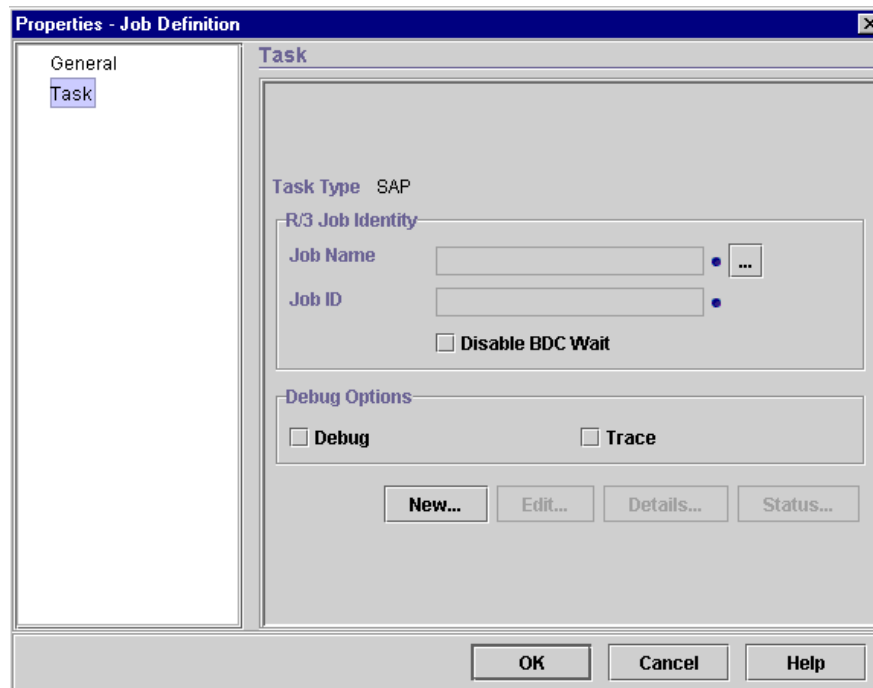 Properties - Job Definition
General
Task
Task
Task Type SAP
R/3 Job Identity
Job Name
...
Job ID
Disable BDC Wait
Debug Options
Debug Trace
New... Edit... Details... Status...
OK Cancel Help